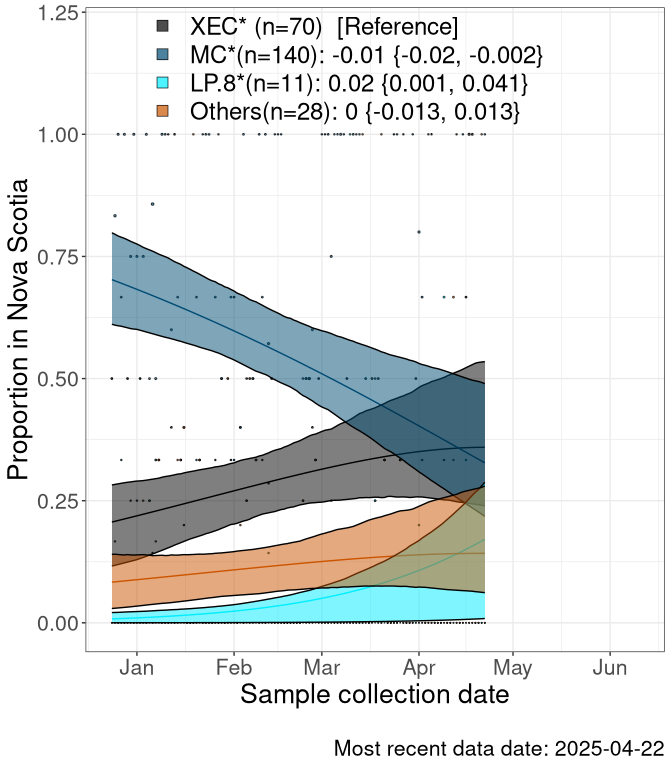 1.25
XEC* (n=70)  [Reference]
MC*(n=140): -0.01 {-0.02, -0.002}
LP.8*(n=11): 0.02 {0.001, 0.041}
Others(n=28): 0 {-0.013, 0.013}
1.00
0.75
0.50
0.25
0.00
Proportion in Nova Scotia
Jan Feb Mar Apr May Jun
Sample collection date
Most recent data date: 2025-04-22